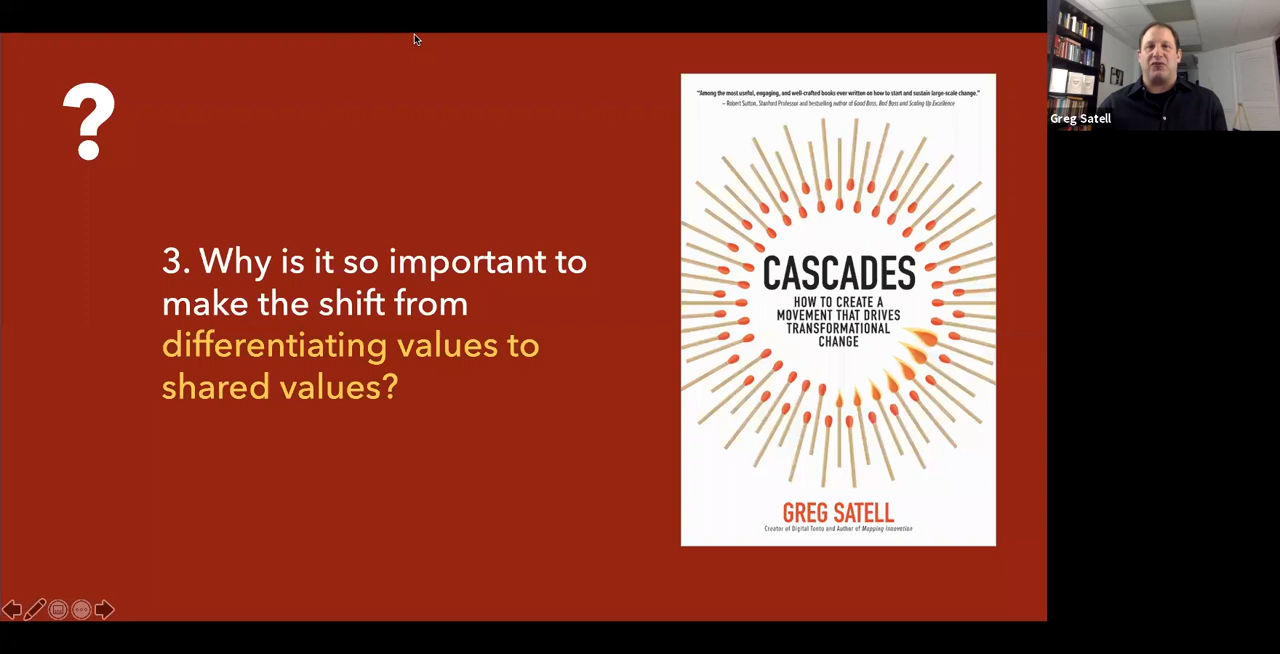 ?
3. Why is it so important to
make the shift from
differentiating values to
shared values?
"Among the most useful, engaging, and well-crafted books ever written on how to start and sustain large-scale change."
– Robert Sutton, Stanford Professor and bestselling author of Good Boss, Bad Boss and Scaling Up Excellence
CASCADES
HOW TO CREATE A
MOVEMENT THAT DRIVES
TRANSFORMATIONAL
CHANGE
GREG SATELL
Creator of Digital Tonto and Author of Mapping Innovation
Greg Satell